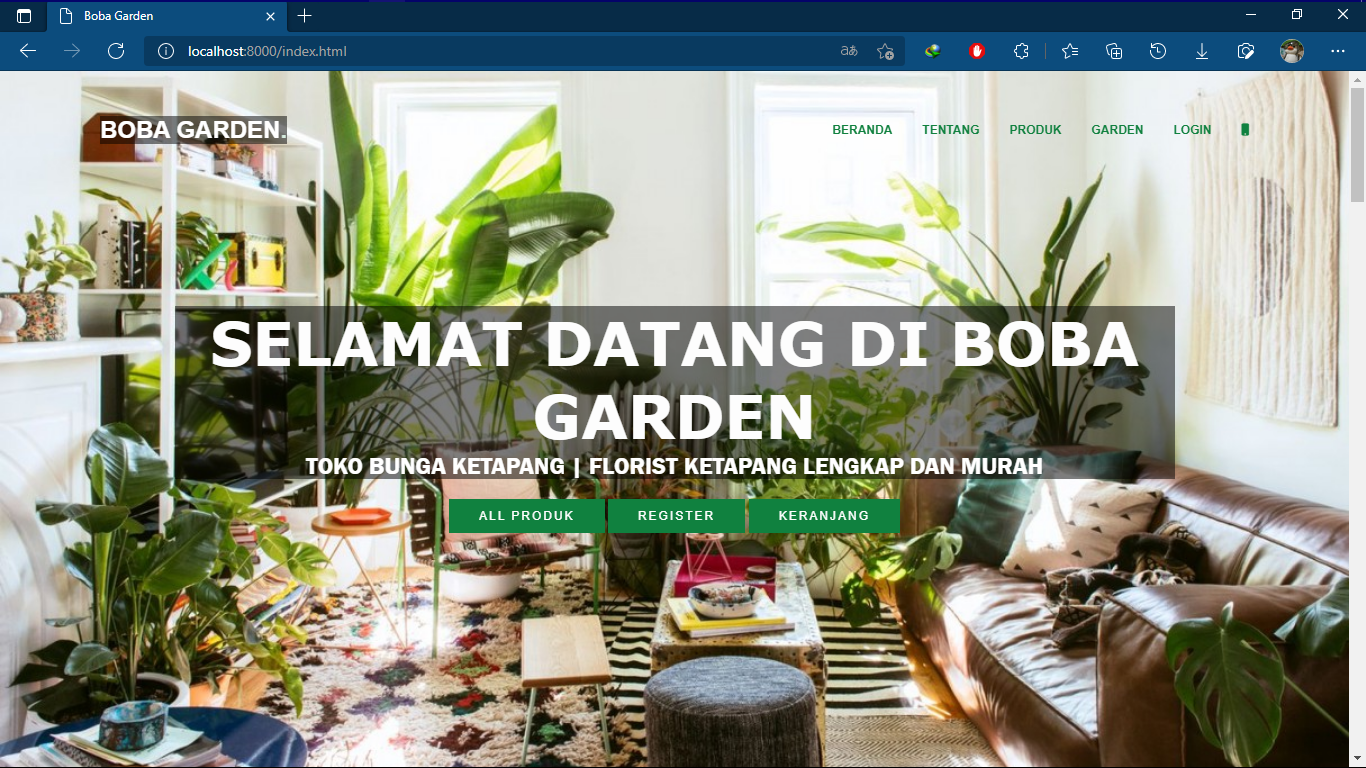 Boba Garden
localhost:8000/index.html
BOBA GARDEN.
BERANDA TENTANG PRODUK GARDEN LOGIN
SELAMAT DATANG DI BOBA
GARDEN
TOKO BUNGA KETAPANG | FLORIST KETAPANG LENGKAP DAN MURAH
ALL PRODUK REGISTER KERANJANG